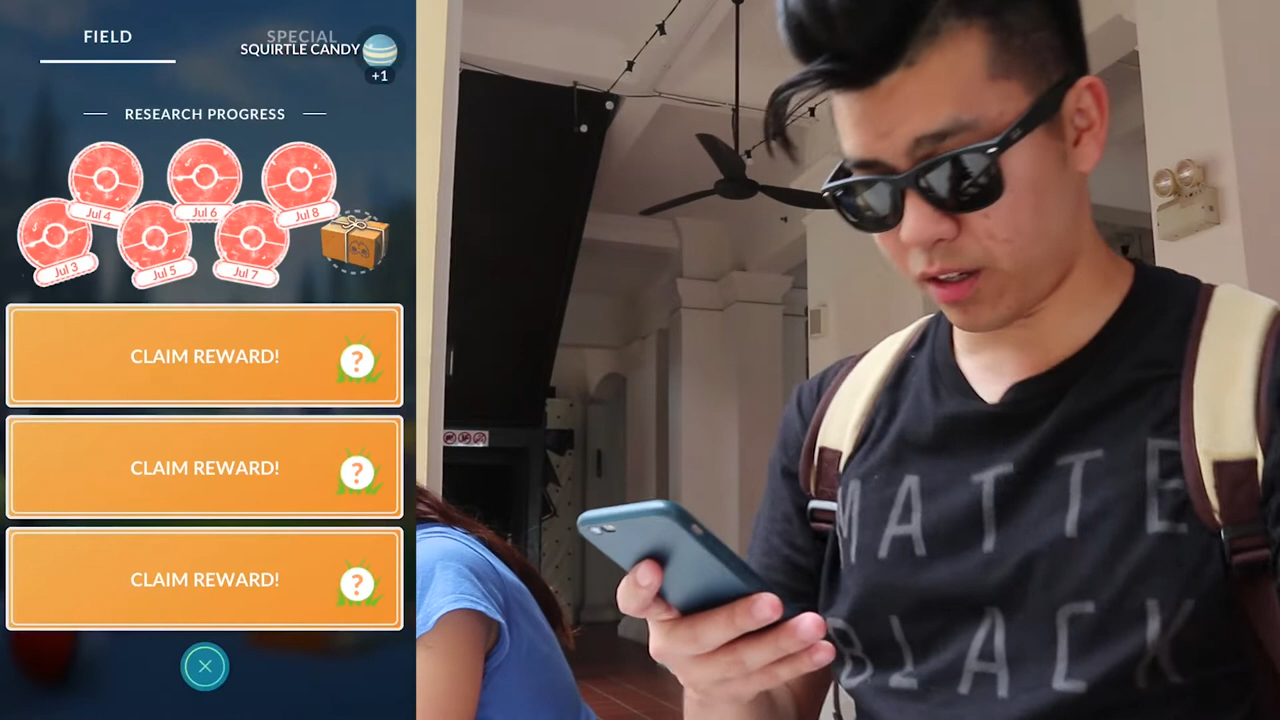 FIELD
SPECIAL
SQUIRTLE CANDY
+1
RESEARCH PROGRESS
Jul 4
Jul 6
Jul 8
Jul 3
Jul 5
Jul 7
CLAIM REWARD!
?
CLAIM REWARD!
?
CLAIM REWARD!
?
MATTE
BLACK